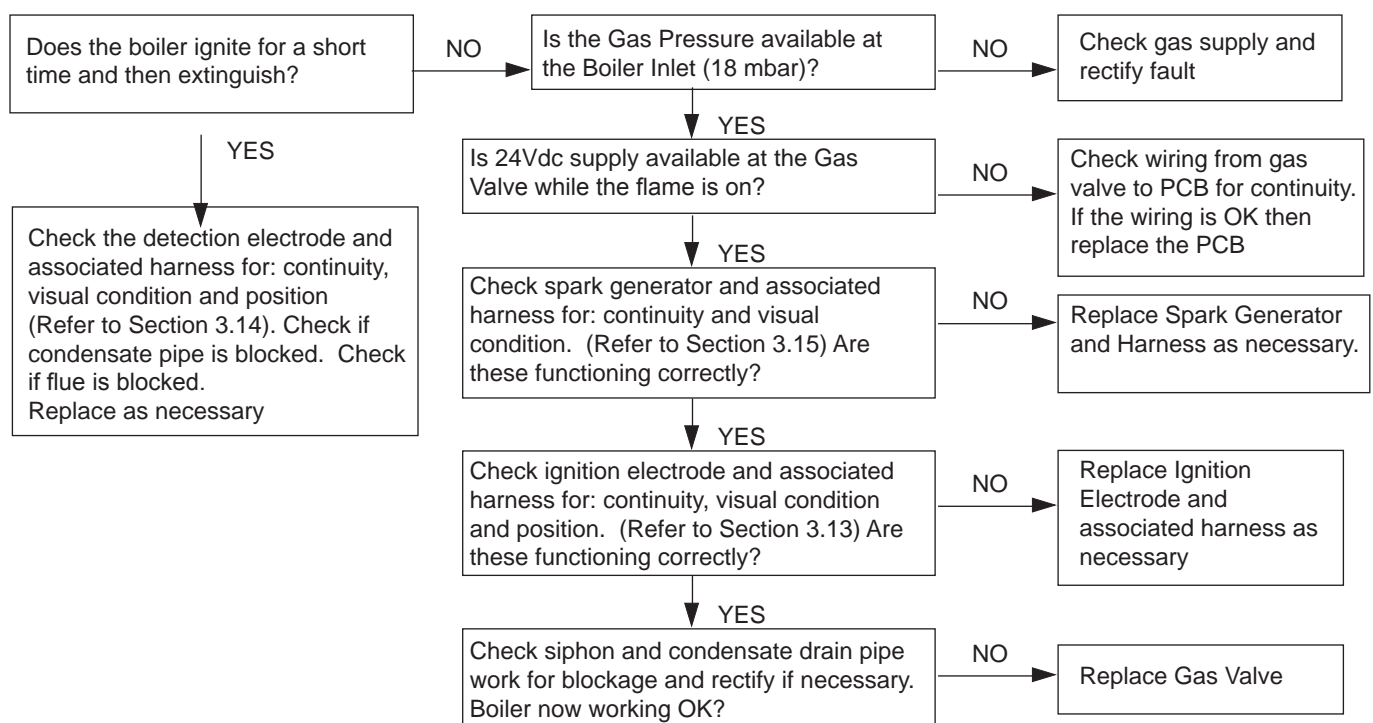 Does the boiler ignite for a short
time and then extinguish?
NO
Is the Gas Pressure available at
the Boiler Inlet (18 mbar)?
NO
Check gas supply and
rectify fault
YES
YES
Is 24Vdc supply available at the Gas
Valve while the flame is on?
NO
Check wiring from gas
valve to PCB for continuity.
If the wiring is OK then
replace the PCB
Check the detection electrode and
associated harness for: continuity,
visual condition and position
(Refer to Section 3.14). Check if
condensate pipe is blocked. Check
if flue is blocked.
Replace as necessary
YES
Check spark generator and associated
harness for: continuity and visual
condition. (Refer to Section 3.15) Are
these functioning correctly?
NO
Replace Spark Generator
and Harness as necessary.
YES
Check ignition electrode and associated
harness for: continuity, visual condition
and position. (Refer to Section 3.13) Are
these functioning correctly?
NO
Replace Ignition
Electrode and
associated harness as
necessary
YES
Check siphon and condensate drain pipe
work for blockage and rectify if necessary.
Boiler now working OK?
NO
Replace Gas Valve